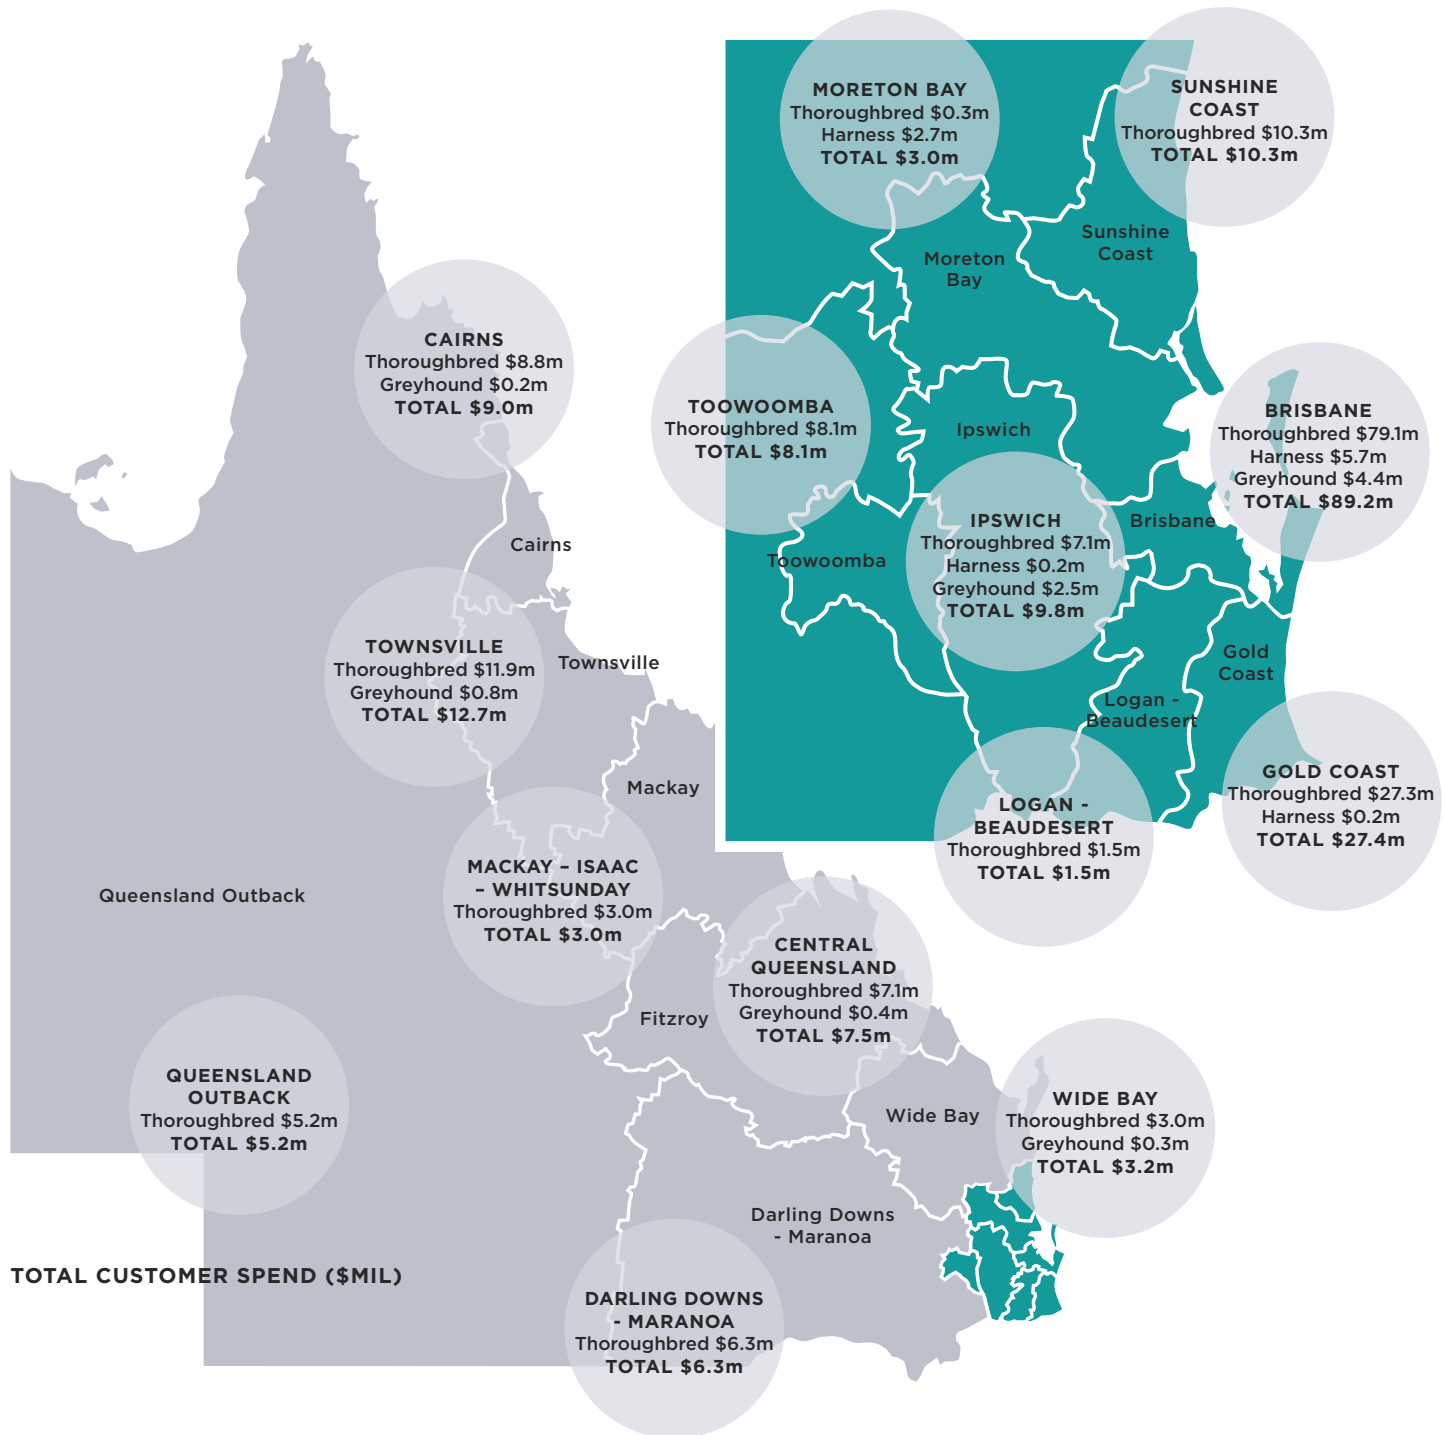 MORETON BAY
Thoroughbred $0.3m
Harness $2.7m
TOTAL $3.0m
SUNSHINE
COAST
Thoroughbred $10.3m
TOTAL $10.3m
Sunshine
Coast
Moreton
Bay
CAIRNS
Thoroughbred $8.8m
Greyhound $0.2m
TOTAL $9.0m
TOOWOOMBA
Thoroughbred $8.1m
TOTAL $8.1m
Ipswich
BRISBANE
Thoroughbred $79.1m
Harness $5.7m
Greyhound $4.4m
TOTAL $89.2m
IPSWICH
Thoroughbred $7.1m
Harness $0.2m
Greyhound $2.5m
TOTAL $9.8m
Brisbane
Cairns
Toowoomba
TOWNSVILLE
Thoroughbred $11.9m
Greyhound $0.8m
TOTAL $12.7m
Townsville
Gold
Coast
Logan -
Beaudesert
Mackay
GOLD COAST
Thoroughbred $27.3m
Harness $0.2m
TOTAL $27.4m
LOGAN -
BEAUDESERT
Thoroughbred $1.5m
TOTAL $1.5m
MACKAY – ISAAC
– WHITSUNDAY
Thoroughbred $3.0m
TOTAL $3.0m
Queensland Outback
CENTRAL
QUEENSLAND
Thoroughbred $7.1m
Greyhound $0.4m
TOTAL $7.5m
Fitzroy
QUEENSLAND
OUTBACK
Thoroughbred $5.2m
TOTAL $5.2m
Wide Bay
WIDE BAY
Thoroughbred $3.0m
Greyhound $0.3m
TOTAL $3.2m
Darling Downs
- Maranoa
TOTAL CUSTOMER SPEND ($MIL)
DARLING DOWNS
- MARANOA
Thoroughbred $6.3m
TOTAL $6.3m